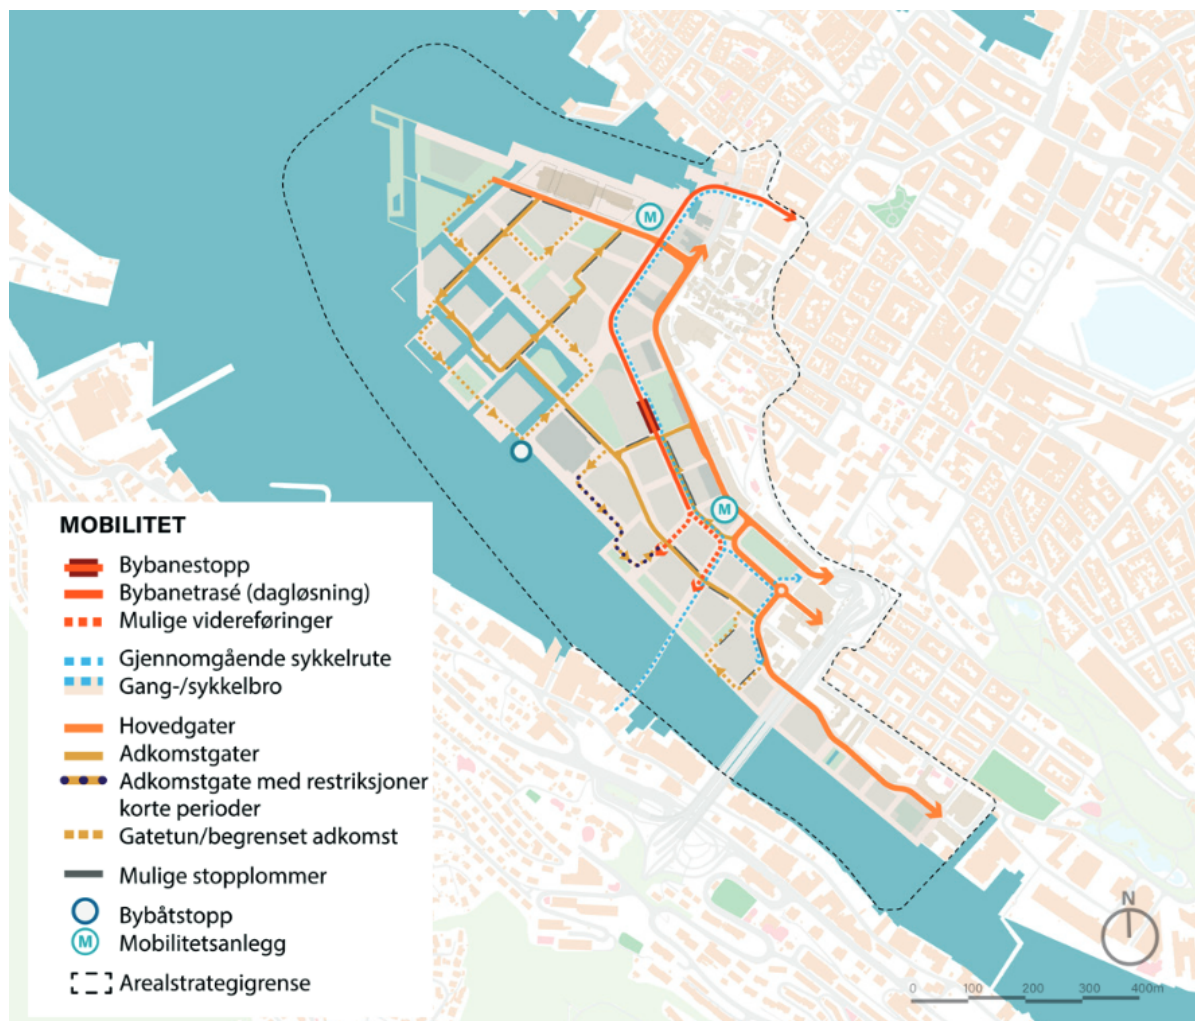 M
M
MOBILITET
Bybanestopp
Bybanetrasé (dagløsning)
Mulige videreføringer
Gjennomgående sykkelrute
Gang-/sykkelbro
Hovedgater
Adkomstgater
Adkomstgate med restriksjoner
korte perioder
Gatetun/begrenset adkomst
Mulige stopplommer
Bybåtstopp
M Mobilitetsanlegg
Arealstrategigrense
N
0 100 200 300 400m